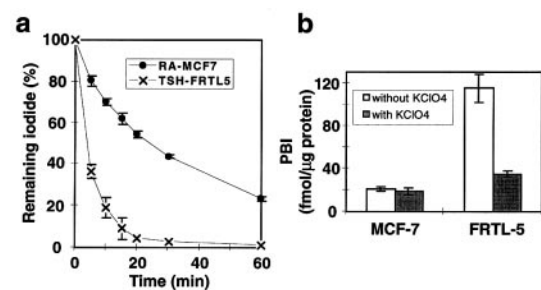 a
Remaining iodide (%)
100
80
60
40
20
0
RA-MCF7
TSH-FRTL5
0
20
40
60
Time (min)
b
PBI
(fmol/µg protein)
120
80
40
0
without KClO4
with KClO4
MCF-7
FRTL-5